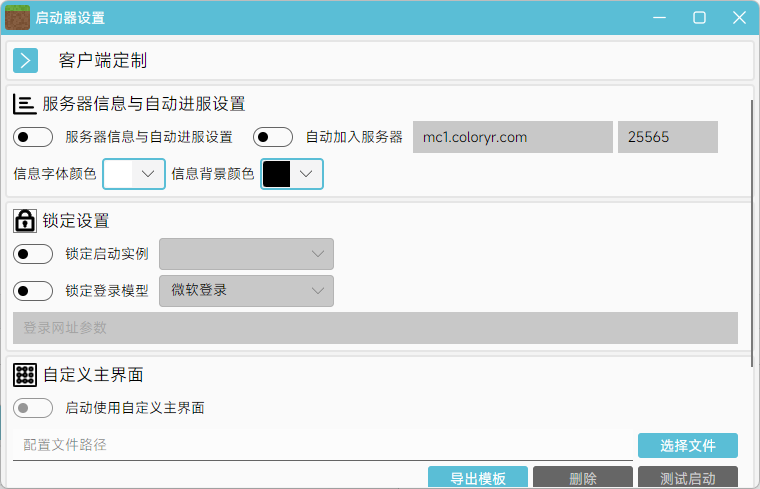 启动器设置
客户端定制
服务器信息与自动进服设置
服务器信息与自动进服设置 自动加入服务器 mc1.coloryr.com 25565
信息字体颜色 信息背景颜色
锁定设置
锁定启动实例
锁定登录模型 微软登录
登录网址参数
自定义主界面
启动使用自定义主界面
配置文件路径 选择文件
导出模板 删除 测试启动